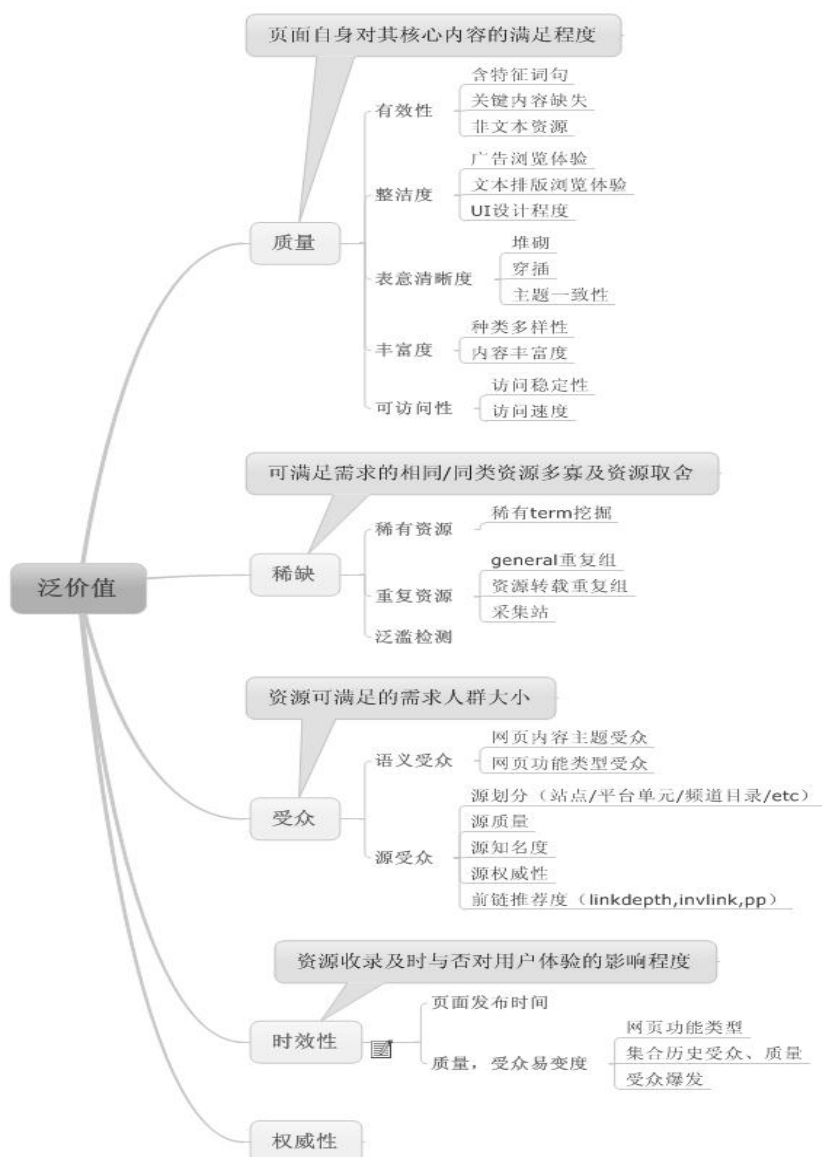 页面自身对其核心内容的满足程度
含特征词句
有效性
关键内容缺失
非文本资源
广告浏览体验
整洁度
文本排版浏览体验
UI设计程度
质量
堆砌
表意清晰度
穿插
主题一致性
种类多样性
丰富度
内容丰富度
访问稳定性
可访问性
访问速度
可满足需求的相同/同类资源多寡及资源取舍
稀有资源
稀有term挖掘
稀缺
general重复组
重复资源
资源转载重复组
采集站
泛滥检测
泛价值
资源可满足的需求人群大小
网页内容主题受众
语义受众
网页功能类型受众
受众
源划分（站点/平台单元/频道目录/etc）
源质量
源受众
源知名度
源权威性
前链推荐度（linkdepth,invlink,pp）
资源收录及时与否对用户体验的影响程度
页面发布时间
时效性
网页功能类型
质量，受众易变度
集合历史受众、质量
受众爆发
权威性